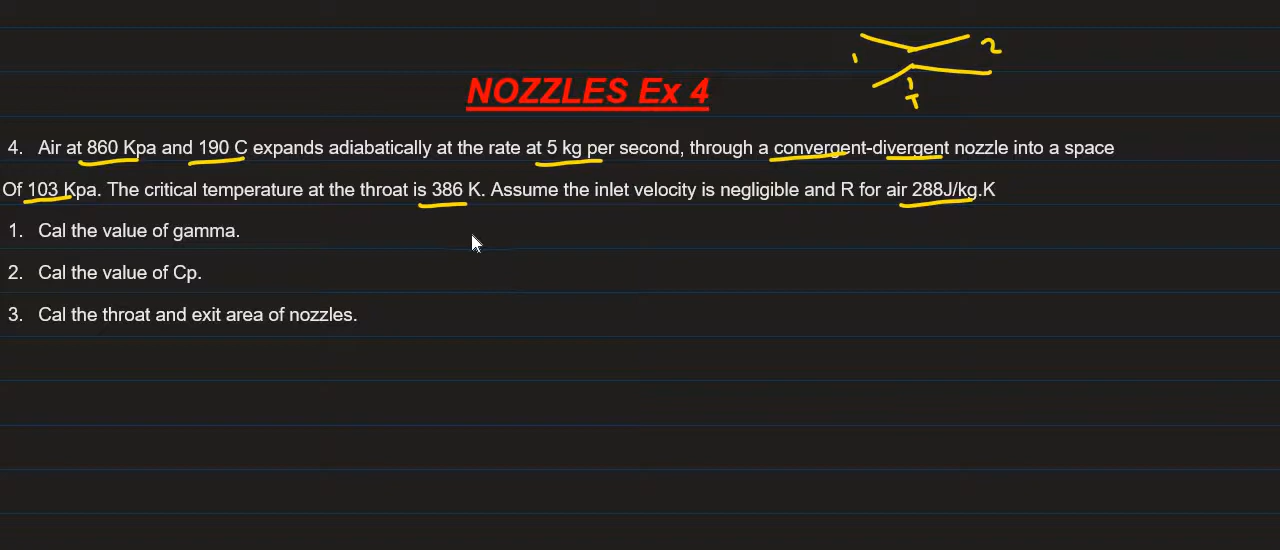 1
2
T
NOZZLES Ex 4
4. Air at 860 Kpa and 190 C expands adiabatically at the rate at 5 kg per second, through a convergent-divergent nozzle into a space
Of 103 Kpa. The critical temperature at the throat is 386 K. Assume the inlet velocity is negligible and R for air 288J/kg.K
1. Cal the value of gamma.
2. Cal the value of Cp.
3. Cal the throat and exit area of nozzles.